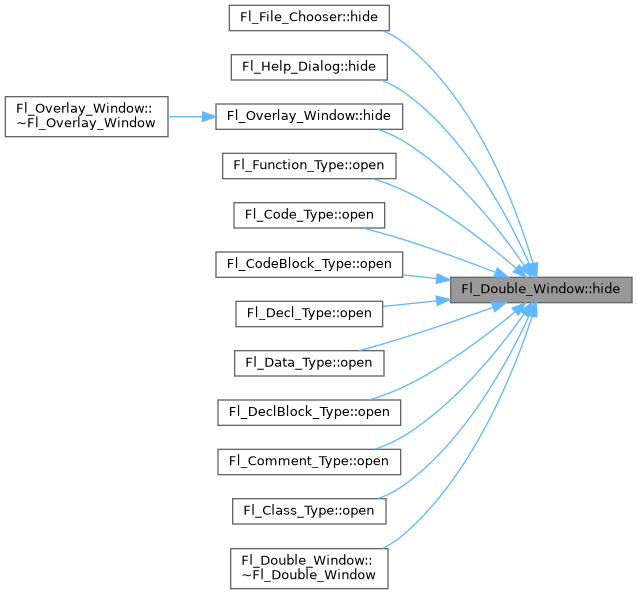 Fl_File_Chooser::hide
Fl_Help_Dialog::hide
Fl_Overlay_Window::
~Fl_Overlay_Window
Fl_Overlay_Window::hide
Fl_Function_Type::open
Fl_Code_Type::open
Fl_CodeBlock_Type::open
Fl_Double_Window::hide
Fl_Decl_Type::open
Fl_Data_Type::open
Fl_DeclBlock_Type::open
Fl_Comment_Type::open
Fl_Class_Type::open
Fl_Double_Window::
~Fl_Double_Window